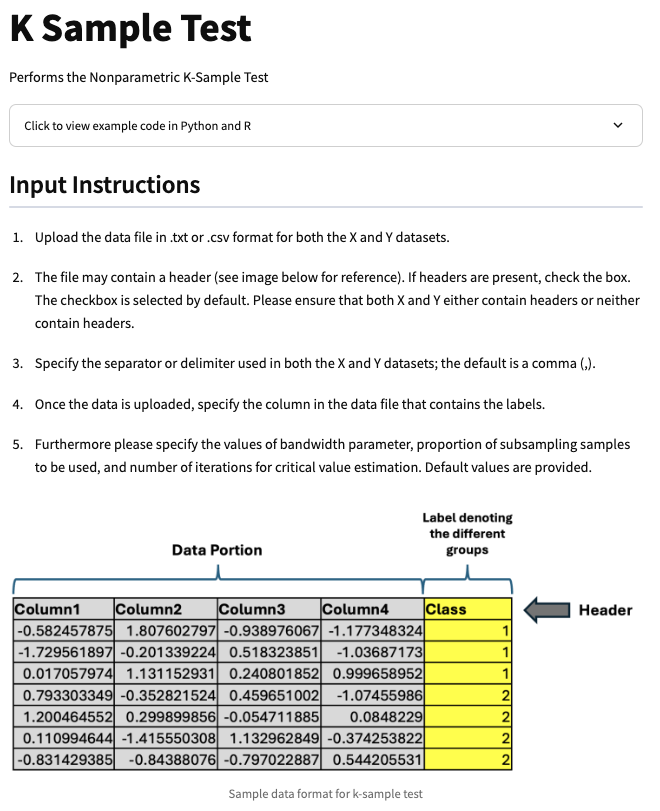 K Sample Test
Performs the Nonparametric K-Sample Test
Click to view example code in Python and R
Input Instructions
1. Upload the data file in .txt or .csv format for both the X and Y datasets.
2. The file may contain a header (see image below for reference). If headers are present, check the box.
The checkbox is selected by default. Please ensure that both X and Y either contain headers or neither
contain headers.
3. Specify the separator or delimiter used in both the X and Y datasets; the default is a comma (,).
4. Once the data is uploaded, specify the column in the data file that contains the labels.
5. Furthermore please specify the values of bandwidth parameter, proportion of subsampling samples
to be used, and number of iterations for critical value estimation. Default values are provided.
Label denoting
the different
groups
Data Portion
Column1 Column2 Column3 Column4 Class
Header
-0.582457875 1.807602797 -0.938976067 -1.177348324 1
-1.729561897 -0.201339224 0.518323851 -1.03687173 1
0.017057974 1.131152931 0.240801852 0.999658952 1
0.793303349 -0.352821524 0.459651002 -1.07455986 2
1.200464552 0.299899856 -0.054711885 0.0848229 2
0.110994644 -1.415550308 1.132962849 -0.374253822 2
-0.831429385 -0.84388076 -0.797022887 0.544205531 2
Sample data format for k-sample test